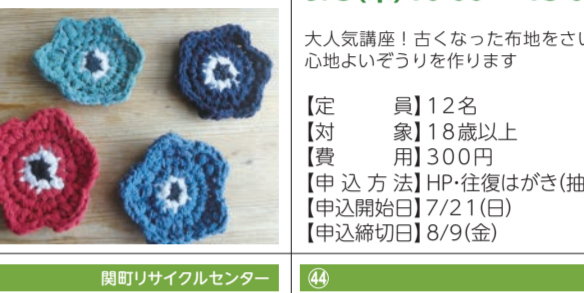 大人気講座！古くなった布地をさい
心地よいぞうりを作ります
【定　　員】12名
【対　　象】18歳以上
【費　　用】300円
【申込方法】HP・往復はがき(抽
【申込開始日】7/21(日)
【申込締切日】8/9(金)
関町リサイクルセンター
㊹